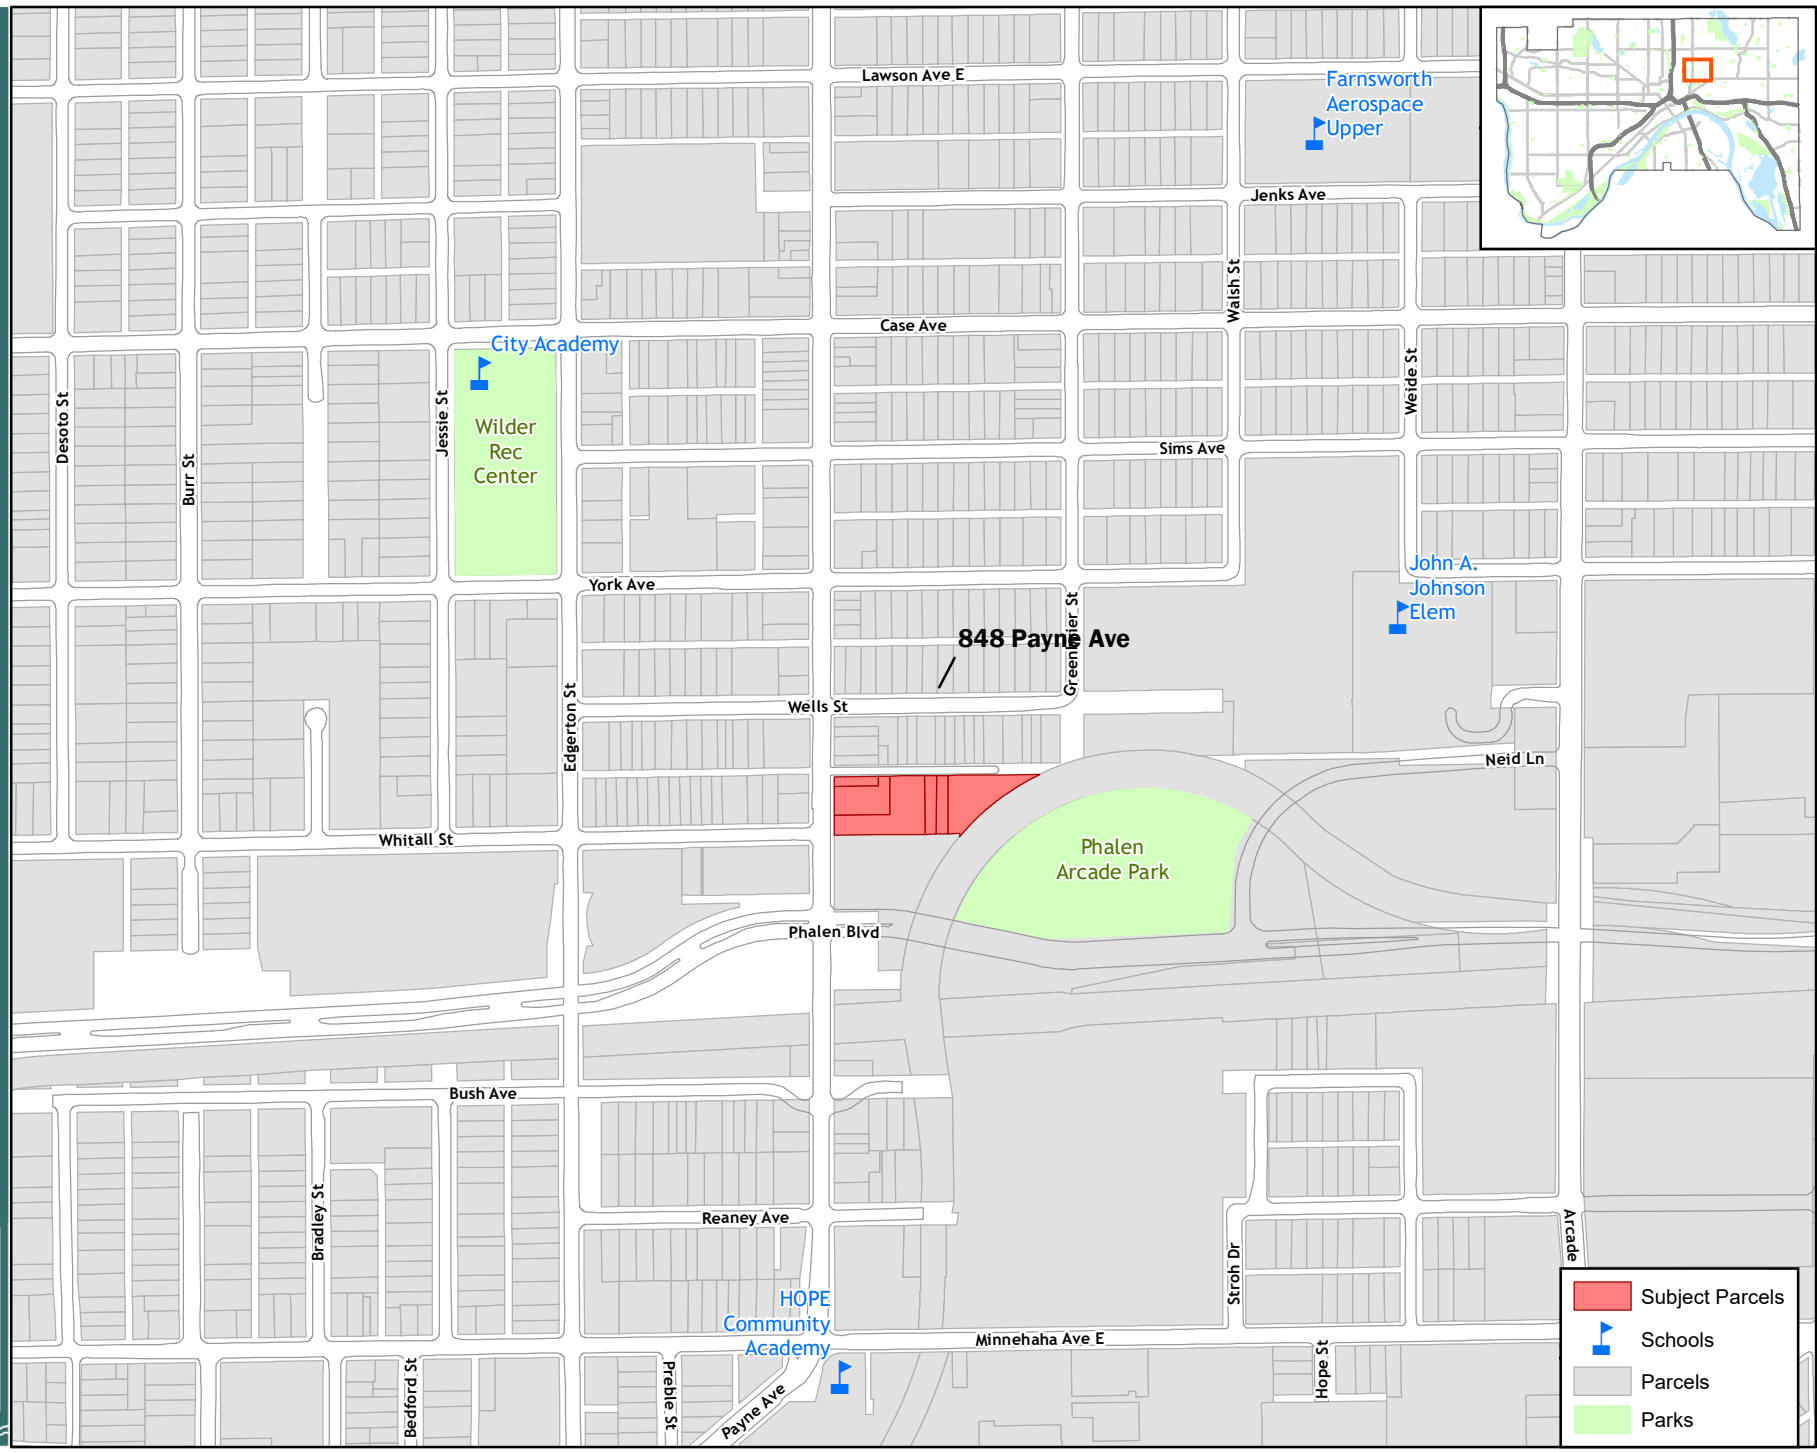 Lawson Ave E
Farnsworth
Aerospace
Upper
Jenks Ave
Walsh St
Case Ave
City Academy
Weide St
Desoto St
Jessie St
Wilder
Rec
Center
Burr St
Sims Ave
John A.
Johnson
Elem
York Ave
Greenbrier St
848 Payne Ave
Edgerton St
Wells St
Neid Ln
Whitall St
Phalen
Arcade Park
Phalen Blvd
Bush Ave
Bradley St
Reaney Ave
Stroh Dr
Arcade
HOPE
Community
Academy
Minnehaha Ave E
Bedford St
Preble St
Payne Ave
Hope St
Subject Parcels
Schools
Parcels
Parks